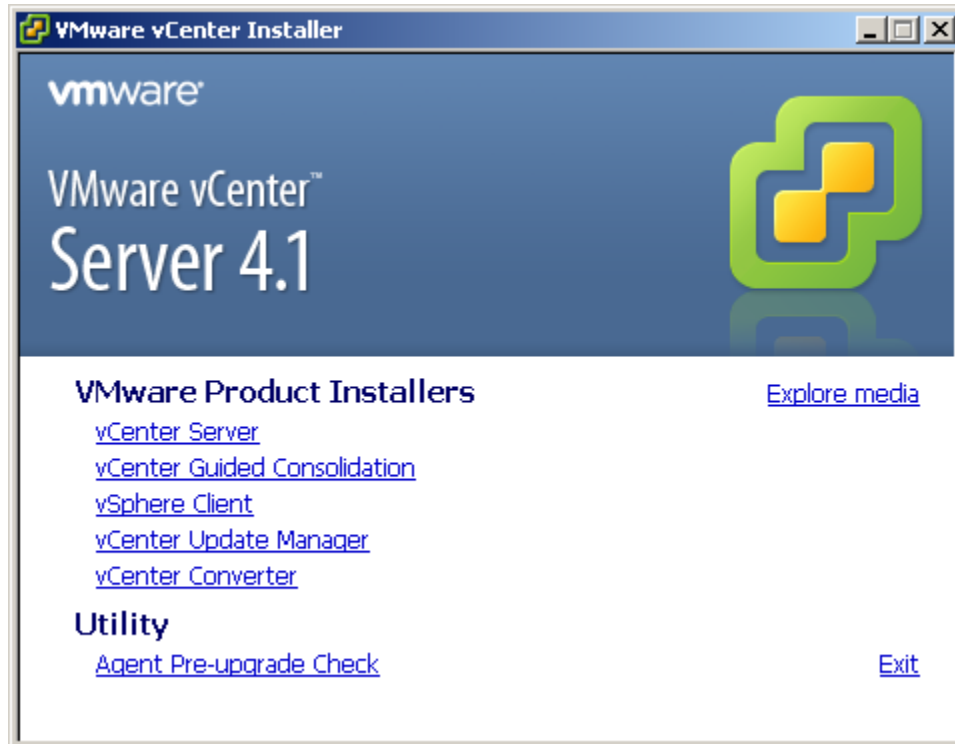 VMware vCenter Installer
vmware®
VMware vCenter™
Server 4.1
VMware Product Installers
Explore media
vCenter Server
vCenter Guided Consolidation
vSphere Client
vCenter Update Manager
vCenter Converter
Utility
Agent Pre-upgrade Check
Exit